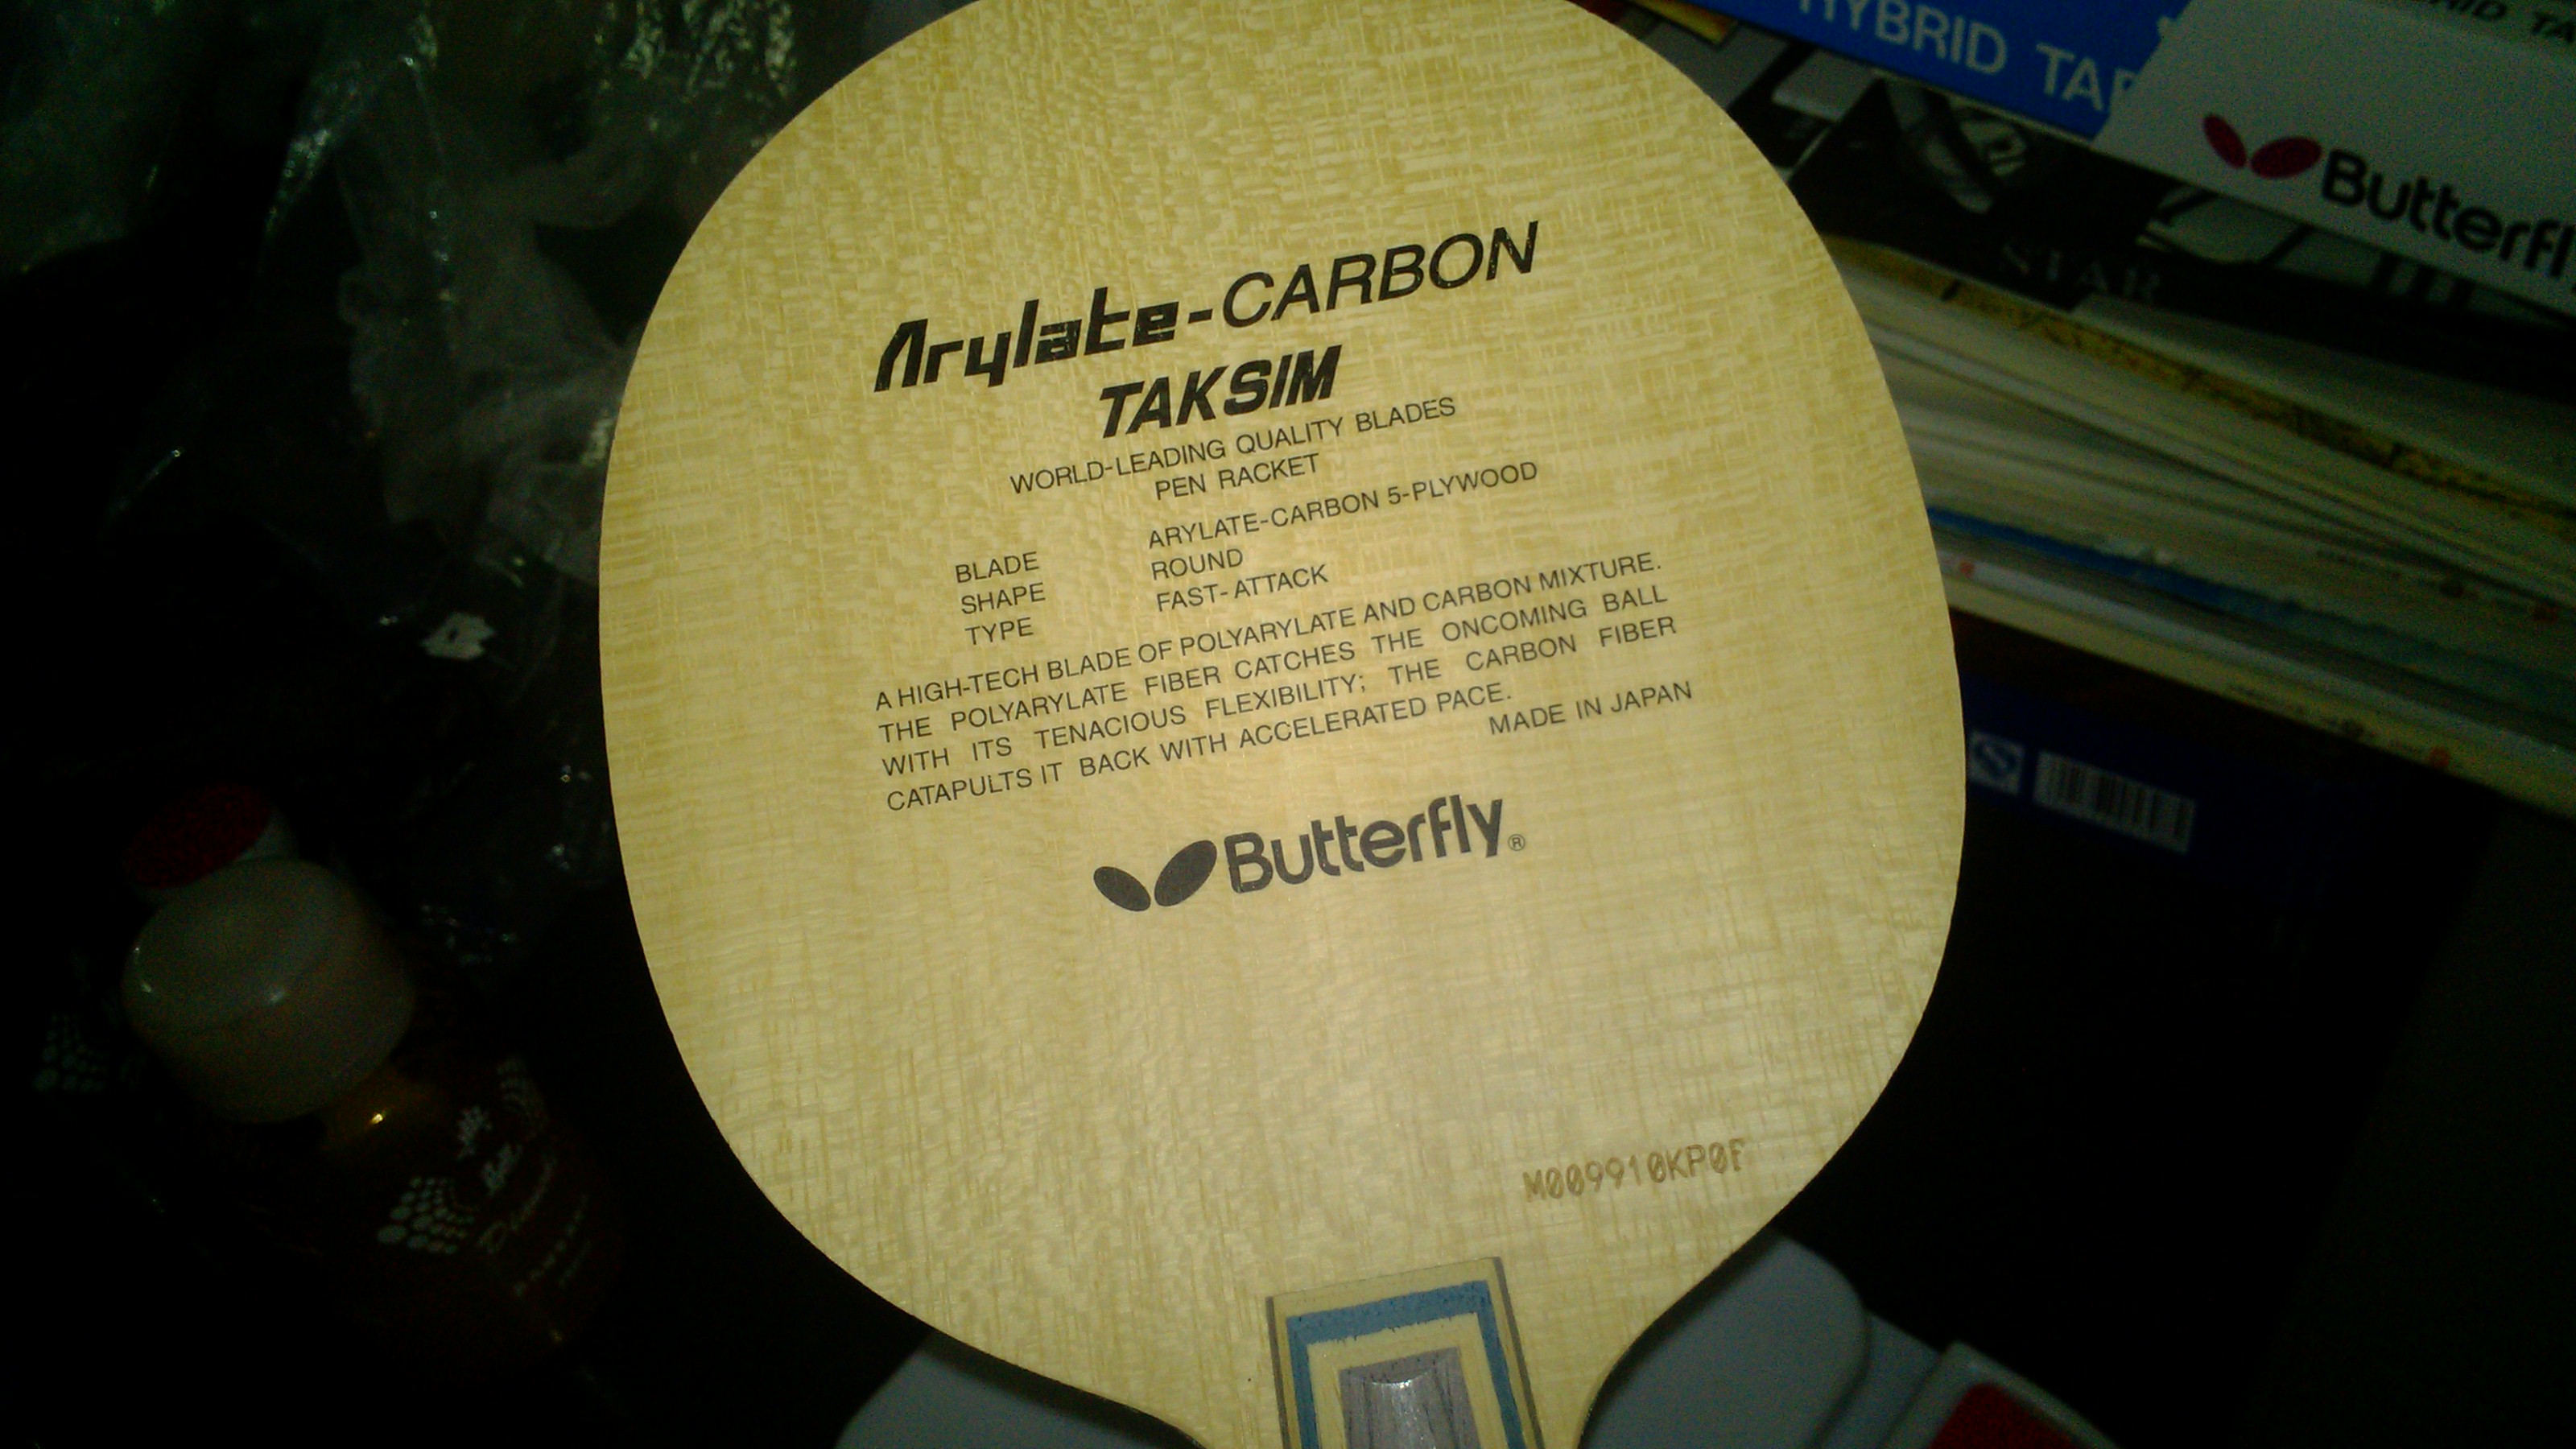 HYBRID TA
Butterfl
STAR
Arylate-CARBON
TAKSIM
WORLD-LEADING QUALITY BLADES
PEN RACKET
BLADE ARYLATE-CARBON 5-PLYWOOD
SHAPE ROUND
TYPE FAST-ATTACK
A HIGH-TECH BLADE OF POLYARYLATE AND CARBON MIXTURE.
THE POLYARYLATE FIBER CATCHES THE ONCOMING BALL
WITH ITS TENACIOUS FLEXIBILITY; THE CARBON FIBER
CATAPULTS IT BACK WITH ACCELERATED PACE.
MADE IN JAPAN
Butterfly®
M009910KP0F